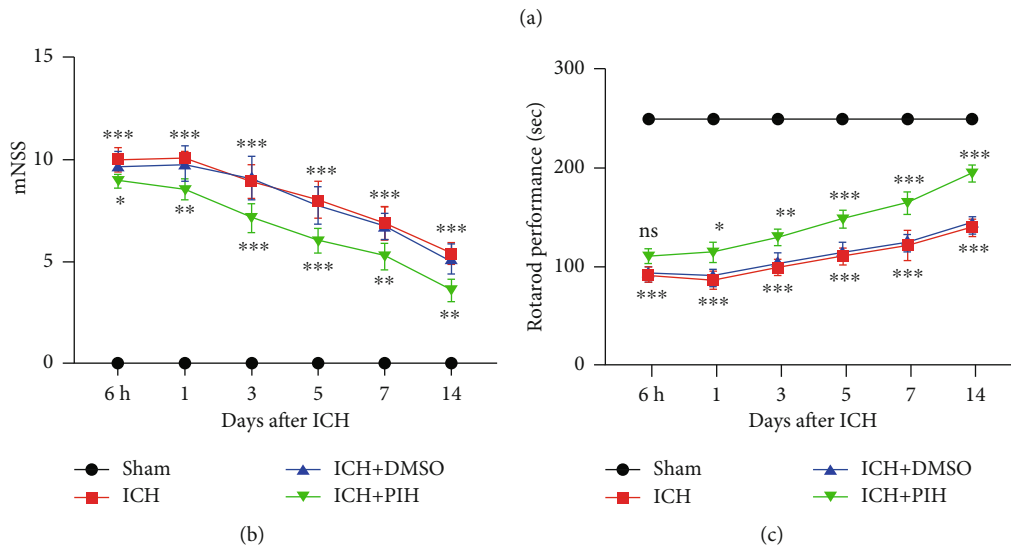 (a)
15
10
5
0
mNSS
*** *** *** *** *** ***
* ** *** *** ** **
6 h 1 3 5 7 14
Days after ICH
Sham ICH+DMSO
ICH ICH+PIH
(b)
300
200
100
0
Rotarod performance (sec)
ns * ** *** *** ***
*** *** *** *** *** ***
6 h 1 3 5 7 14
Days after ICH
Sham ICH+DMSO
ICH ICH+PIH
(c)